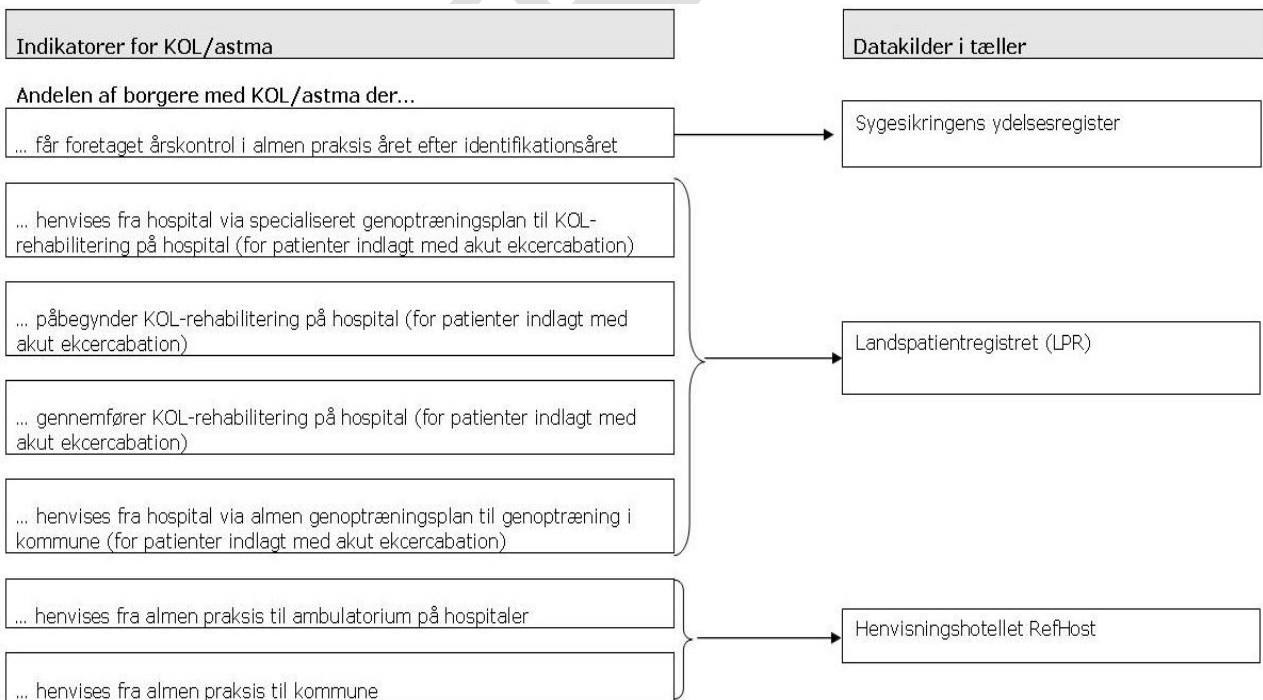 Indikatorer for KOL/astma
Datakilder i tæller
Andelen af borgere med KOL/astma der...
... får foretaget årskontrol i almen praksis året efter identifikationsåret
Sygesikringens ydelsesregister
... henvises fra hospital via specialiseret genoptræningsplan til KOL-
rehabilitering på hospital (for patienter indlagt med akut ekcercabation)
... påbegynder KOL-rehabilitering på hospital (for patienter indlagt med
akut ekcercabation)
Landspatientregistret (LPR)
... gennemfører KOL-rehabilitering på hospital (for patienter indlagt med
akut ekcercabation)
... henvises fra hospital via almen genoptræningsplan til genoptræning i
kommune (for patienter indlagt med akut ekcercabation)
... henvises fra almen praksis til ambulatorium på hospitaler
Henvisningshotellet RefHost
... henvises fra almen praksis til kommune